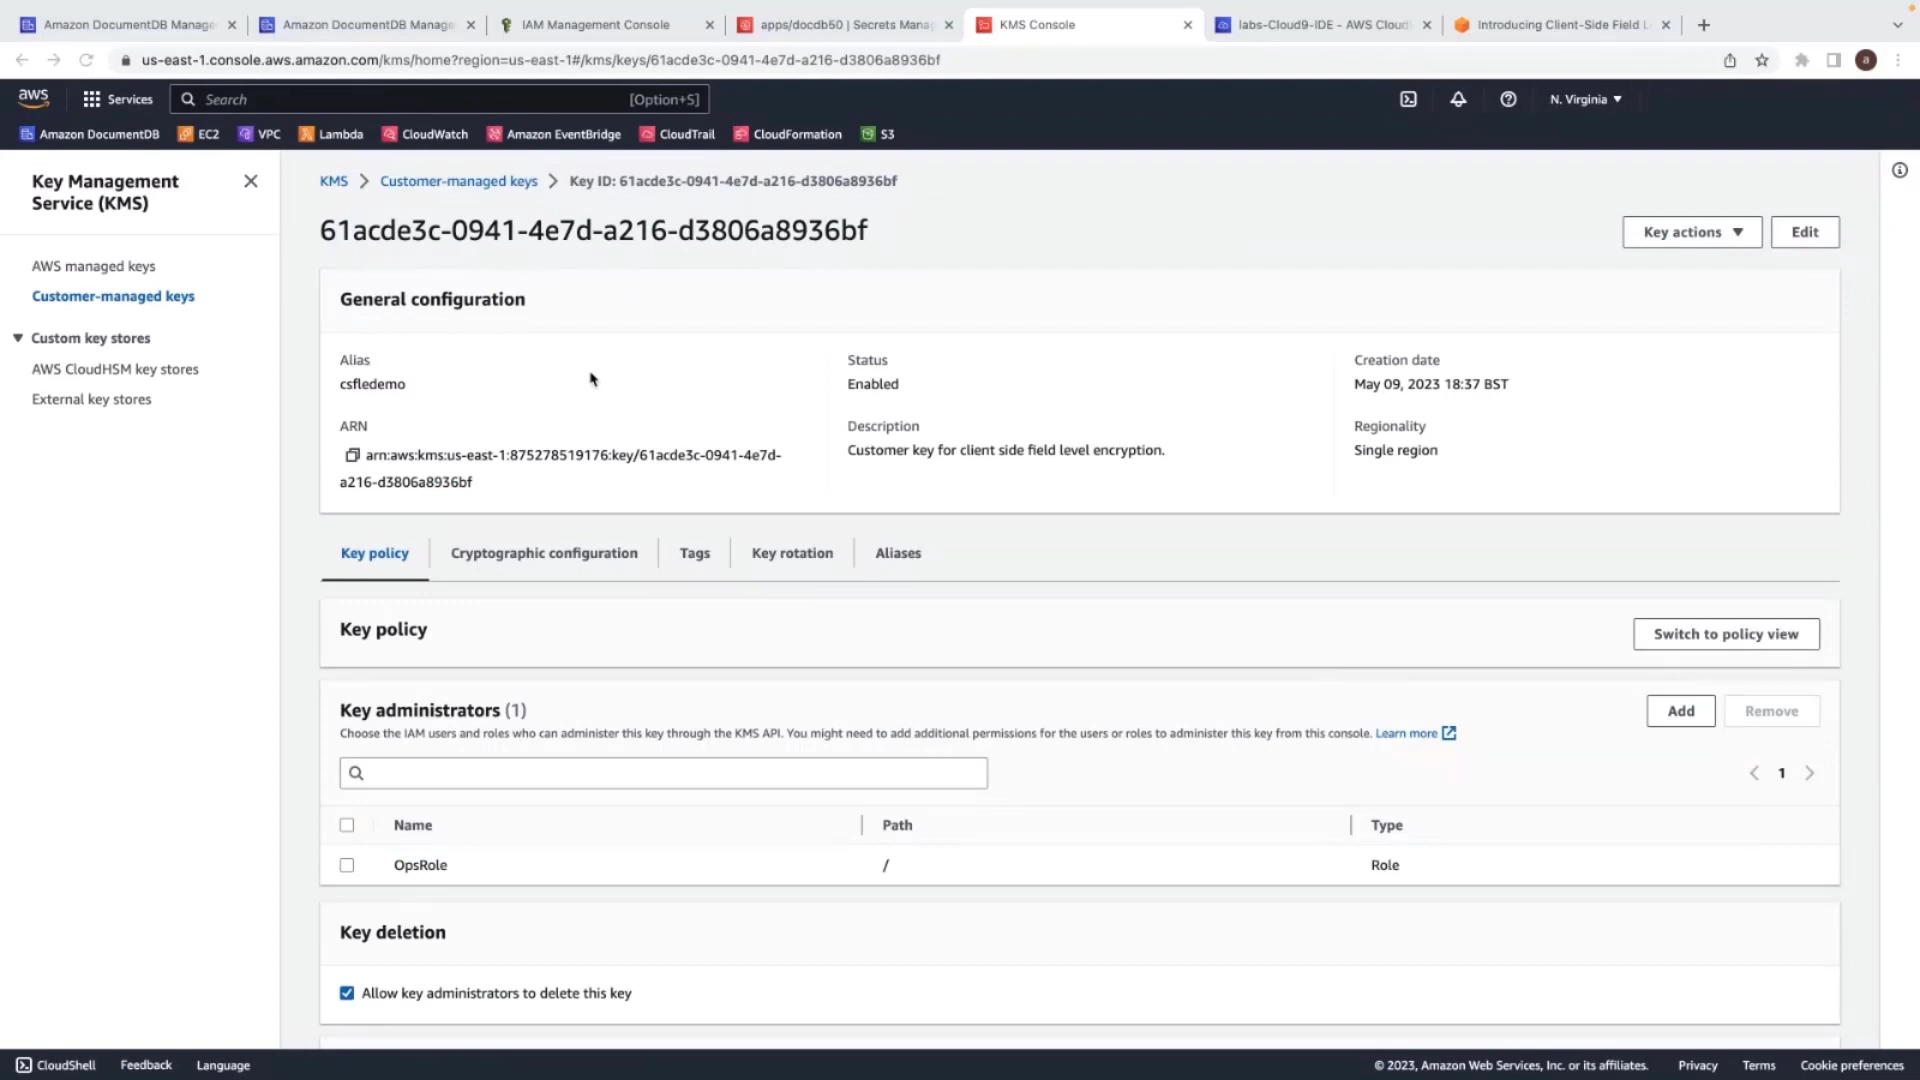 Amazon DocumentDB Manage
Amazon DocumentDB Manage
IAM Management Console
apps/docdb50 | Secrets Manag
KMS Console
labs-Cloud9-IDE - AWS Cloud
Introducing Client-Side Field L
us-east-1.console.aws.amazon.com/kms/home?region=us-east-1#/kms/keys/61acde3c-0941-4e7d-a216-d3806a8936bf
a
aws
Services
Search
[Option+S]
N. Virginia
Amazon DocumentDB
EC2
VPC
Lambda
CloudWatch
Amazon EventBridge
CloudTrail
CloudFormation
S3
Key Management
Service (KMS)
AWS managed keys
Customer-managed keys
Custom key stores
AWS CloudHSM key stores
External key stores
KMS > Customer-managed keys > Key ID: 61acde3c-0941-4e7d-a216-d3806a8936bf
61acde3c-0941-4e7d-a216-d3806a8936bf
Key actions
Edit
General configuration
Alias
csfledemo
ARN
arn:aws:kms:us-east-1:875278519176:key/61acde3c-0941-4e7d-
a216-d3806a8936bf
Status
Enabled
Description
Customer key for client side field level encryption.
Creation date
May 09, 2023 18:37 BST
Regionality
Single region
Key policy
Cryptographic configuration
Tags
Key rotation
Aliases
Key policy
Switch to policy view
Key administrators (1)
Add
Remove
Choose the IAM users and roles who can administer this key through the KMS API. You might need to add additional permissions for the users or roles to administer this key from this console. Learn more
1
Name
Path
Type
OpsRole
/
Role
Key deletion
Allow key administrators to delete this key
CloudShell
Feedback
Language
© 2023, Amazon Web Services, Inc. or its affiliates.
Privacy
Terms
Cookie preferences